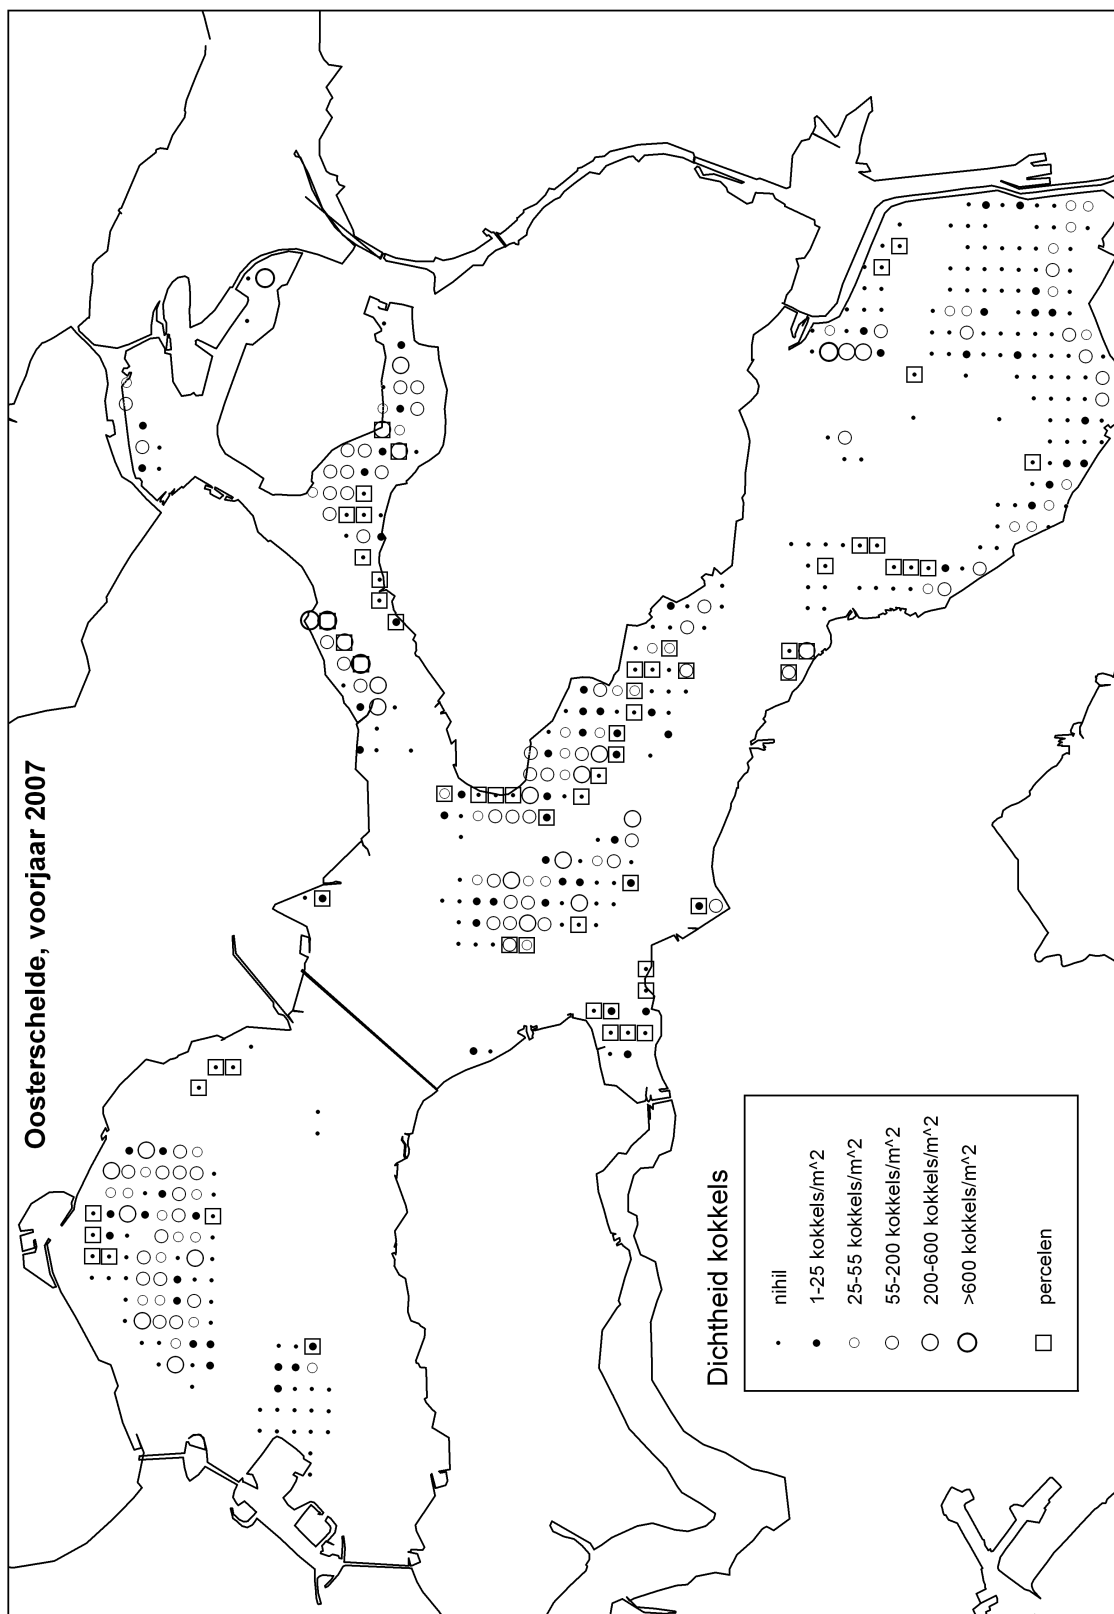 Oosterschelde, voorjaar 2007
Dichtheid kokkels
nihil
1-25 kokkels/m^2
25-55 kokkels/m^2
55-200 kokkels/m^2
200-600 kokkels/m^2
>600 kokkels/m^2
percelen